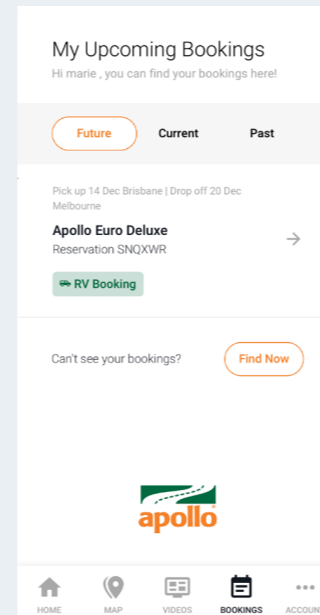 My Upcoming Bookings
Hi marie , you can find your bookings here!
Future Current Past
Pick up 14 Dec Brisbane | Drop off 20 Dec
Melbourne
Apollo Euro Deluxe
Reservation SNQXWR
RV Booking
Can't see your bookings? Find Now
apollo
HOME MAP VIDEOS BOOKINGS ACCOUN